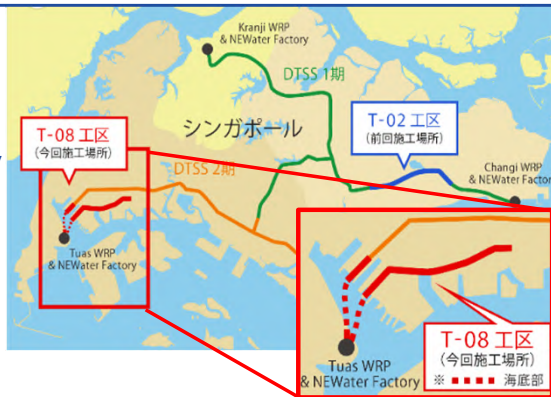 Kranji WRP
& NEWater Factory
DTSS 1期
シンガポール
T-08 工区
(今回施工場所)
T-02 工区
(前回施工場所)
DTSS 2期
Changi WRP
& NEWater Factory
Tuas WRP
& NEWater Factory
T-08 工区
(今回施工場所)
※ 海底部
Tuas WRP
& NEWater Factory